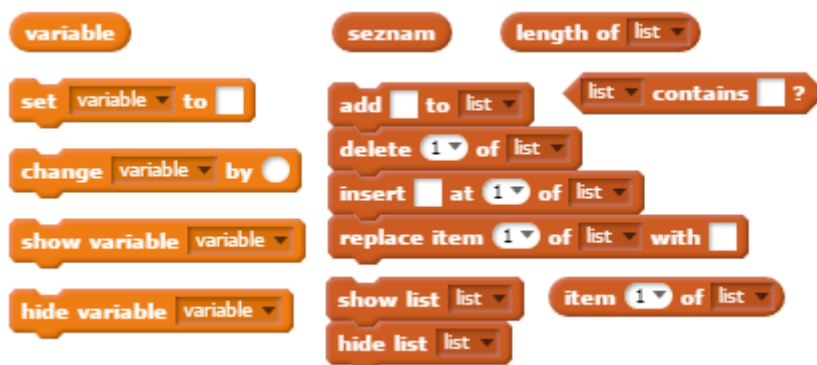 variable
set variable to
change variable by
show variable variable
hide variable variable
seznam
length of list
add to list
list contains ?
delete 1 of list
insert at 1 of list
replace item 1 of list with
show list list
item 1 of list
hide list list